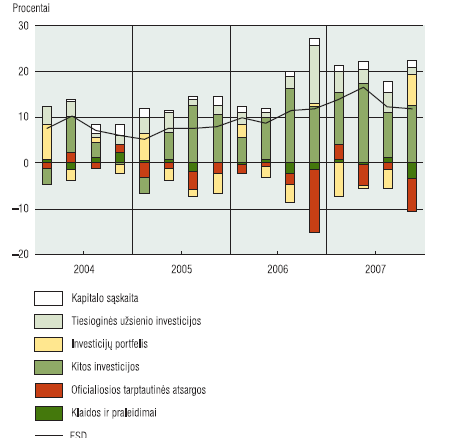 Procentai
30
20
10
0
–10
–20
2004 2005 2006 2007
Kapitalo sąskaita
Tiesioginės užsienio investicijos
Investicijų portfelis
Kitos investicijos
Oficialiosios tarptautinės atsargos
Klaidos ir praleidimai
ESD